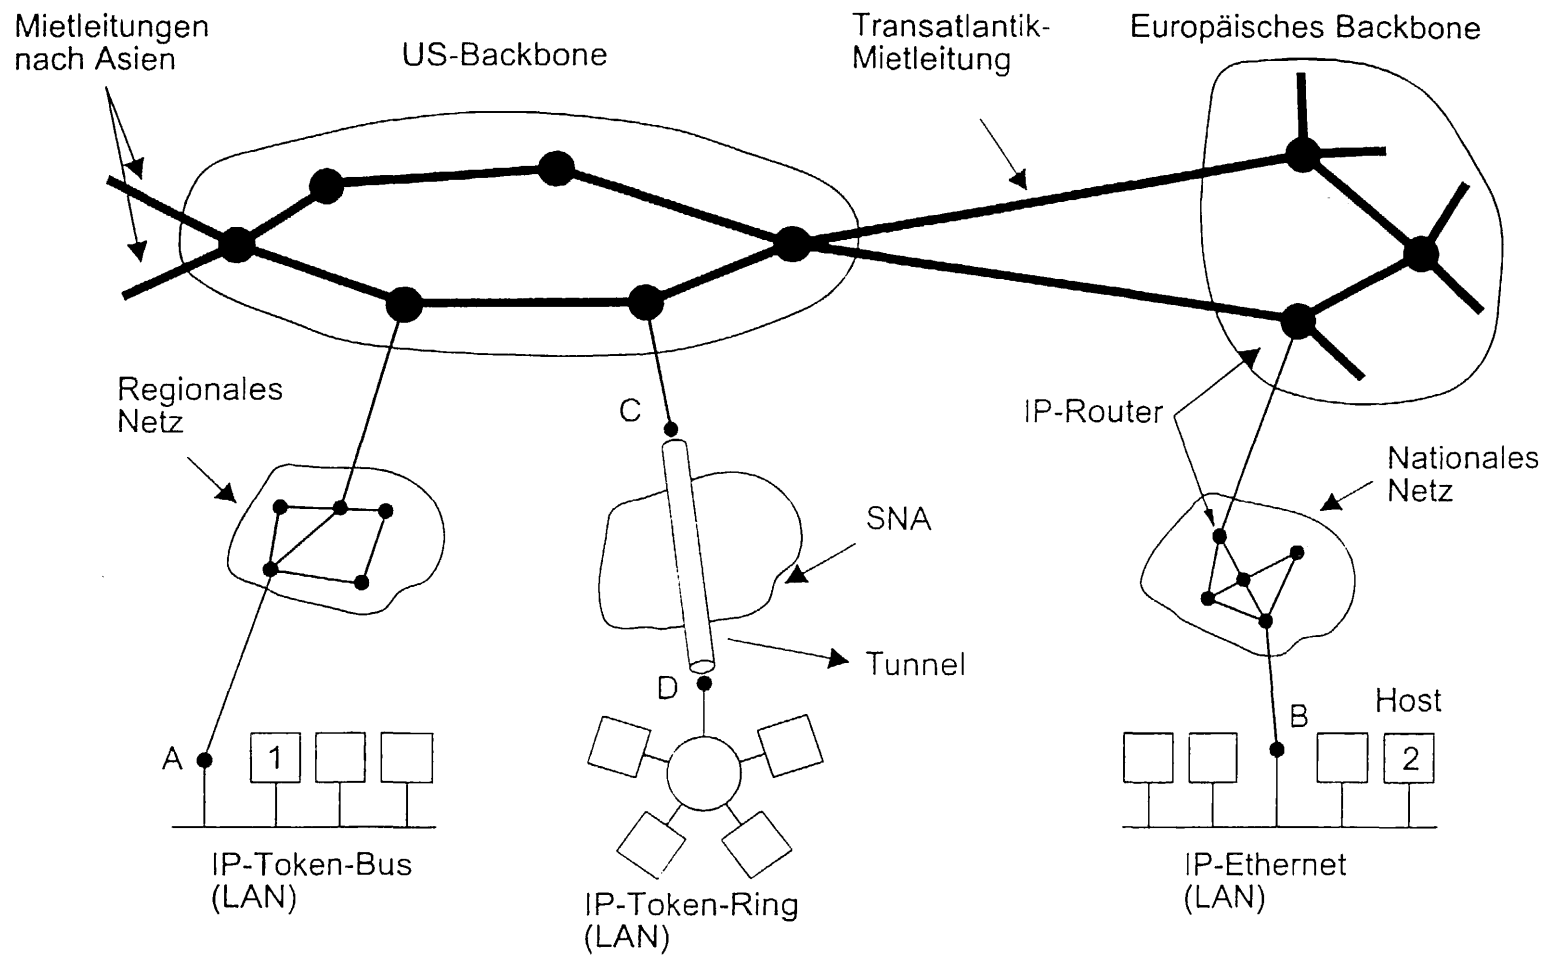 Mietleitungen
nach Asien
US-Backbone
Transatlantik-
Mietleitung
Europäisches Backbone
Regionales
Netz
C
IP-Router
Nationales
Netz
SNA
Tunnel
D
Host
A
1
B
2
IP-Token-Bus
(LAN)
IP-Token-Ring
(LAN)
IP-Ethernet
(LAN)